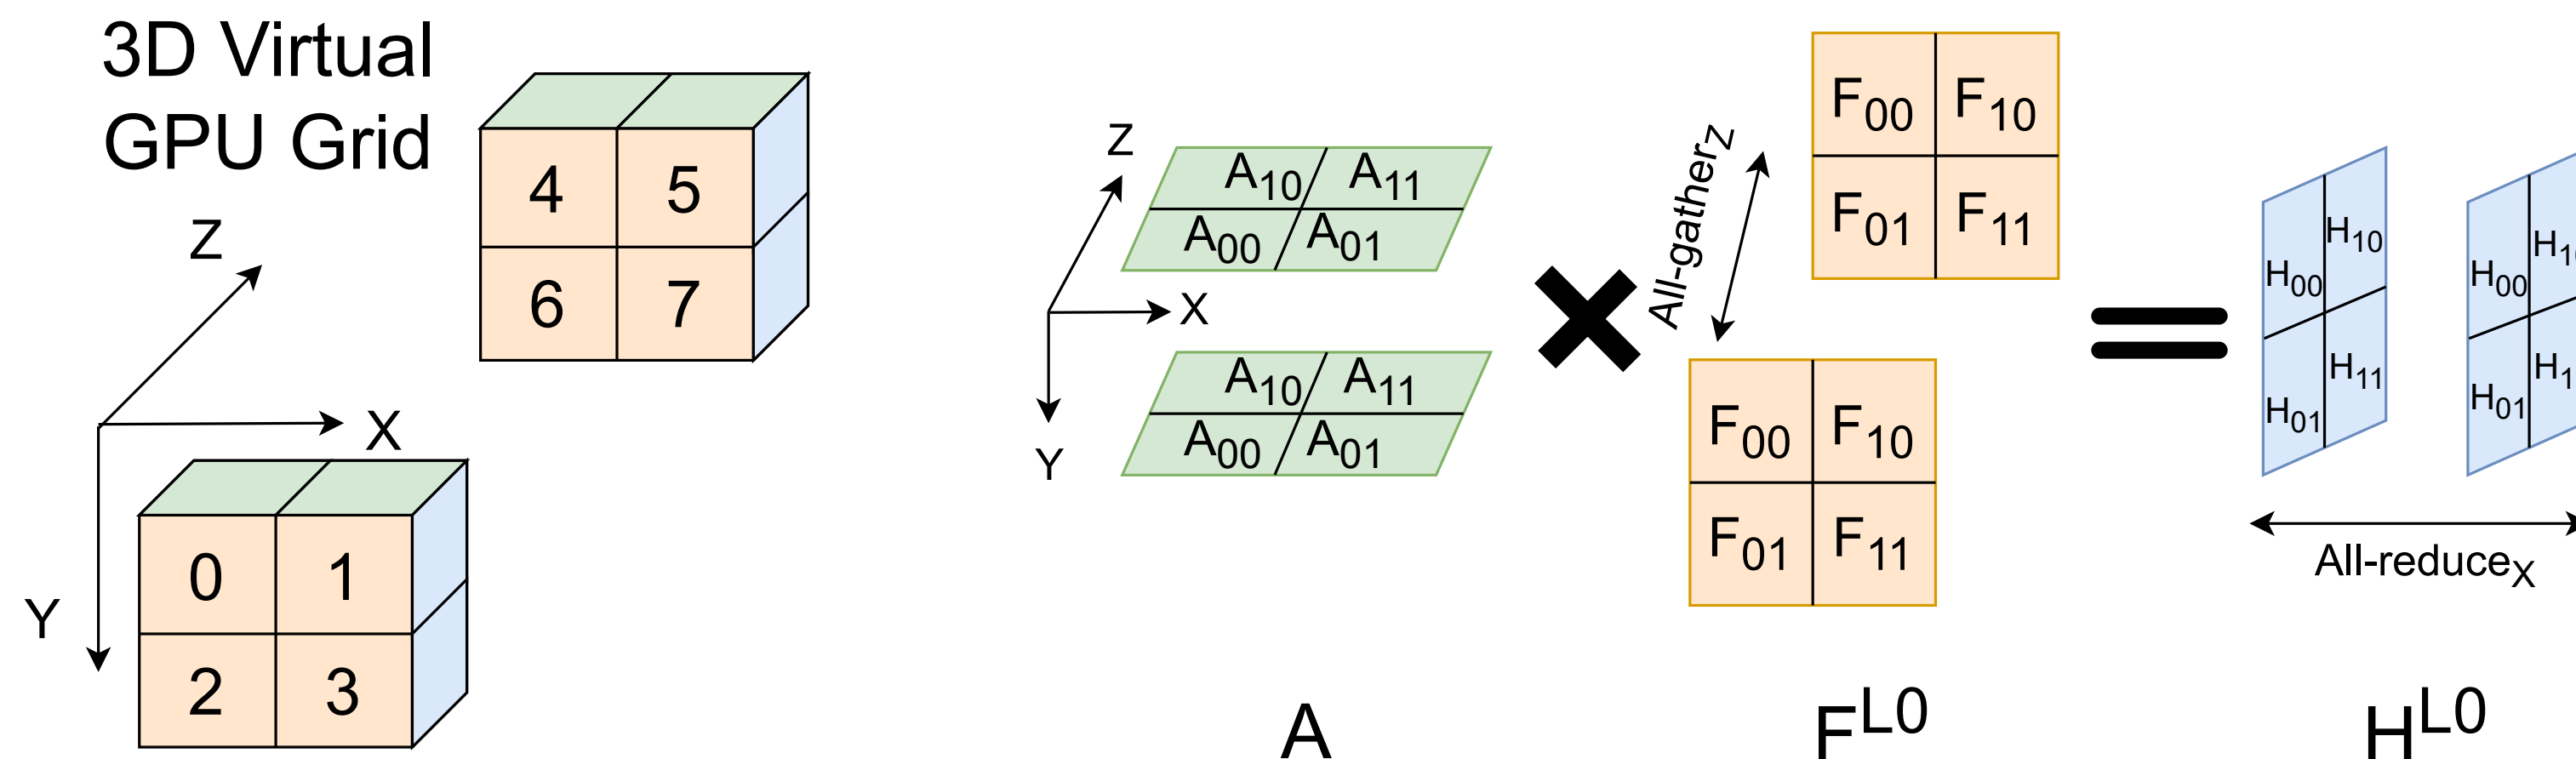 3D Virtual
GPU Grid
Z
X
Y
4 5
6 7
0 1
2 3
Z
X
Y
A10 A11
A00 A01
A10 A11
A00 A01
All-gatherZ
F00 F10
F01 F11
F00 F10
F01 F11
H00 H10
H01 H11
H00
H01
All-reduceX
A
FL0
HL0